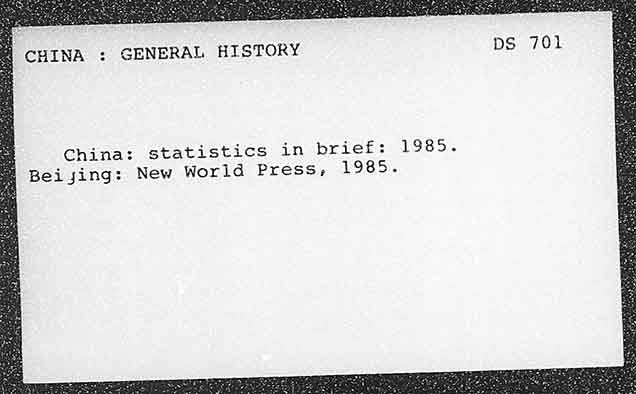 CHINA : GENERAL HISTORY DS 701
China: statistics in brief: 1985.
Beijing: New World Press, 1985.